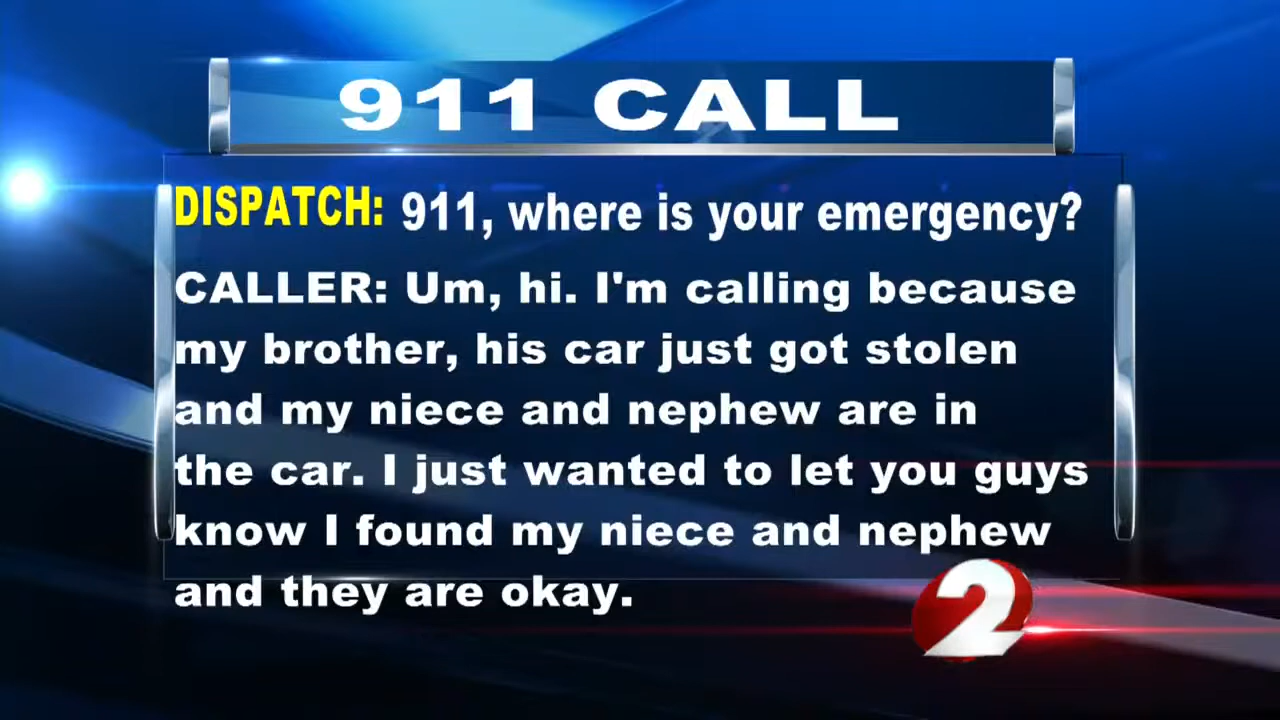 911 CALL
DISPATCH: 911, where is your emergency?
CALLER: Um, hi. I'm calling because
my brother, his car just got stolen
and my niece and nephew are in
the car. I just wanted to let you guys
know I found my niece and nephew
and they are okay.
2